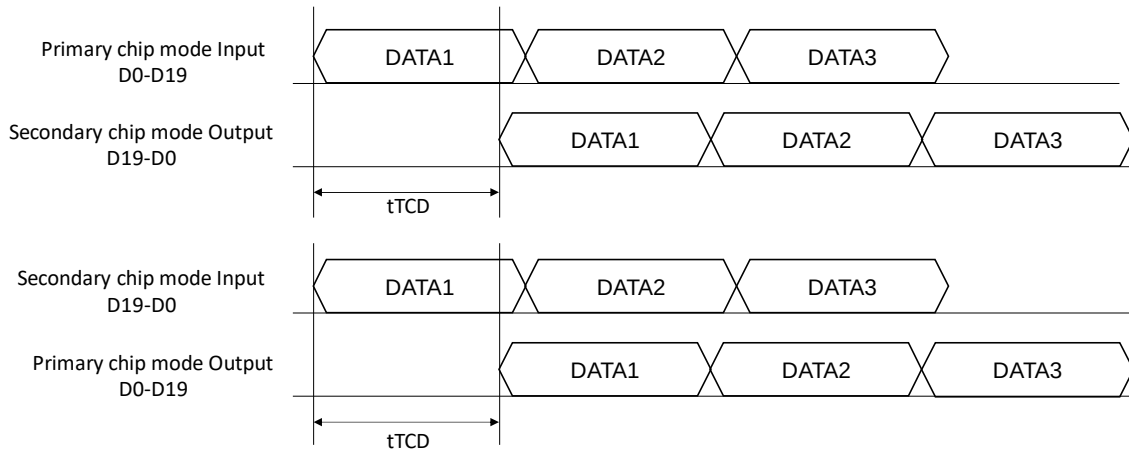 Primary chip mode Input
D0-D19
DATA1 DATA2 DATA3
Secondary chip mode Output
D19-D0
DATA1 DATA2 DATA3
tTCD
Secondary chip mode Input
D19-D0
DATA1 DATA2 DATA3
Primary chip mode Output
D0-D19
DATA1 DATA2 DATA3
tTCD